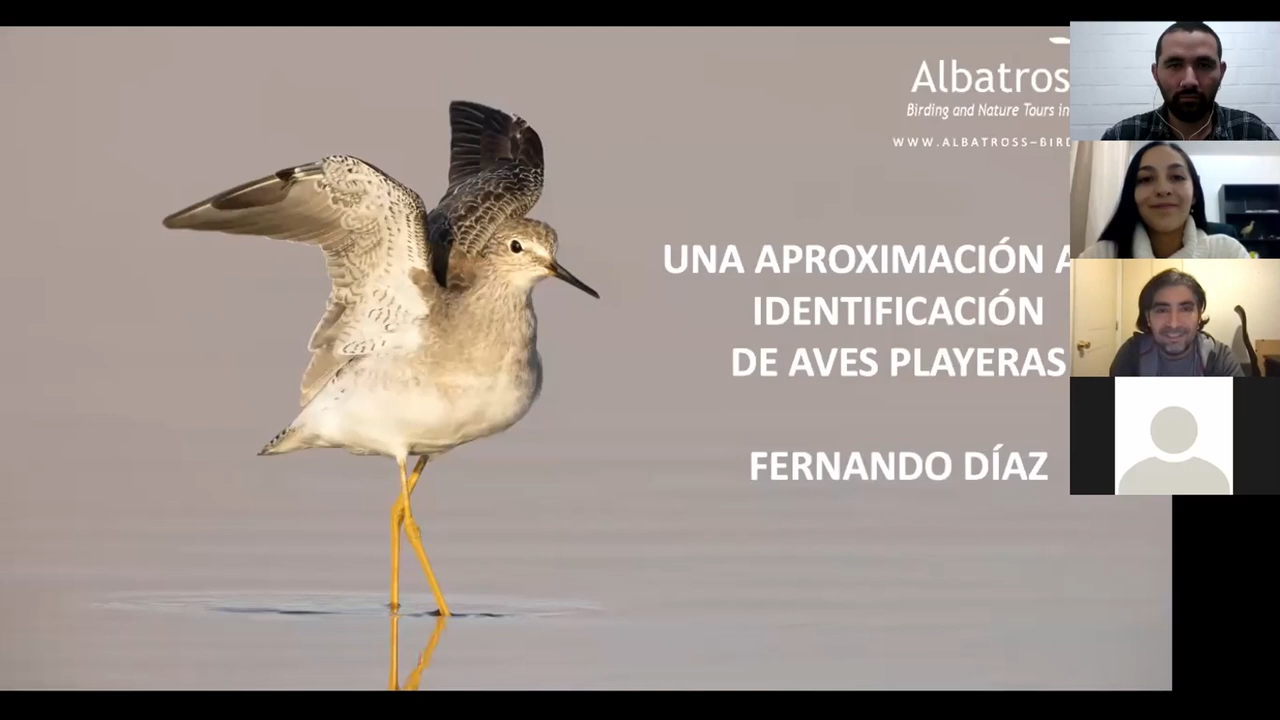 Albatros
Birding and Nature Tours in
WWW.ALBATROSS-BIRD
UNA APROXIMACIÓN A
IDENTIFICACIÓN
DE AVES PLAYERAS
FERNANDO DÍAZ